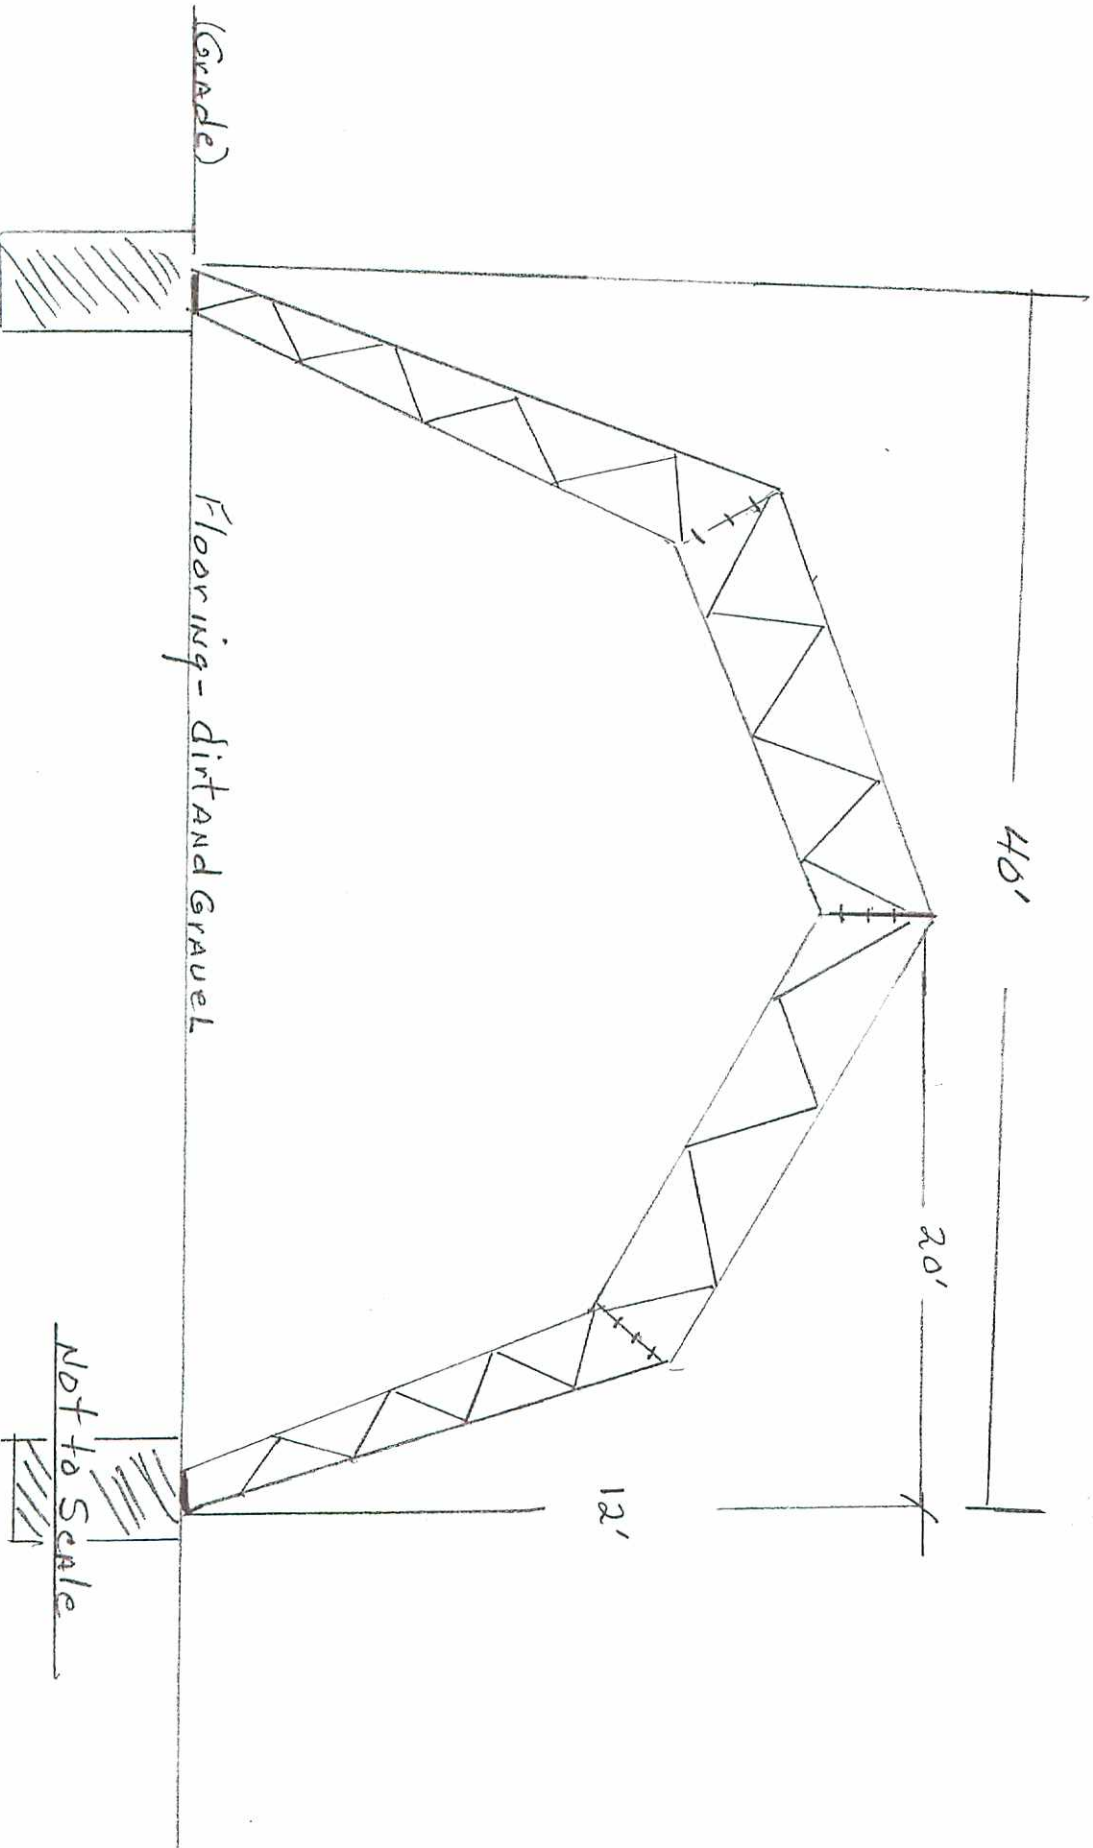 40'
20'
12'
(GrAde)
Flooring - dirt AND GrAveL
Not to ScAle